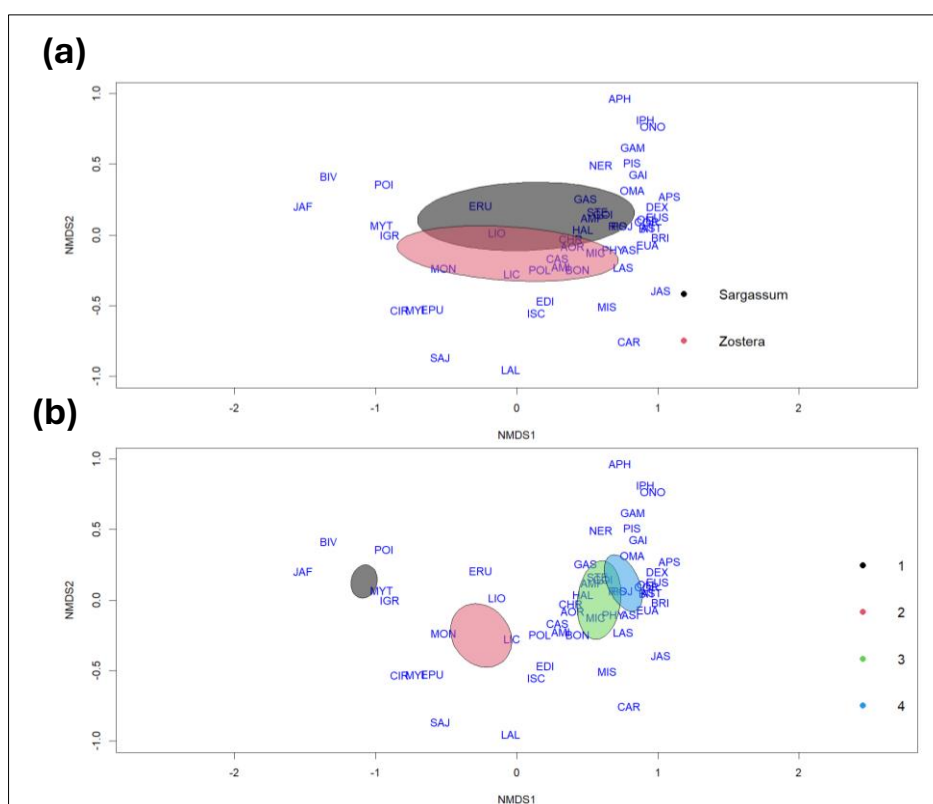 (a)
1.0
APH
IPH
ONO
GAM
0.5
NER
PIS
GAI
BIV
POI
OMA
GAS
APS
JAF
ERU
DEX
EUS
MYT
LIO
HAL
0.0
IGR
BRI
AOR
MIC
PHY
EUA
MON
LIC
POL
CAS
BON
LAS
NMDS2
-0.5
EDI
JAS
CIR
EPU
ISC
MIS
Sargassum
CAR
Zostera
SAJ
LAL
-1.0
-2 -1 0 1 2
NMDS1
(b)
1.0
APH
IPH
ONO
GAM
0.5
NER
PIS
GAI
BIV
POI
OMA
GAS
APS
1
JAF
ERU
DEX
EUS
MYT
LIO
HAL
0.0
IGR
CHR
BRI
AOR
MIC
PHY
EUA
2
MON
LIC
POL
CAS
BON
LAS
NMDS2
-0.5
EDI
JAS
3
CIR
EPU
ISC
MIS
CAR
4
SAJ
LAL
-1.0
-2 -1 0 1 2
NMDS1